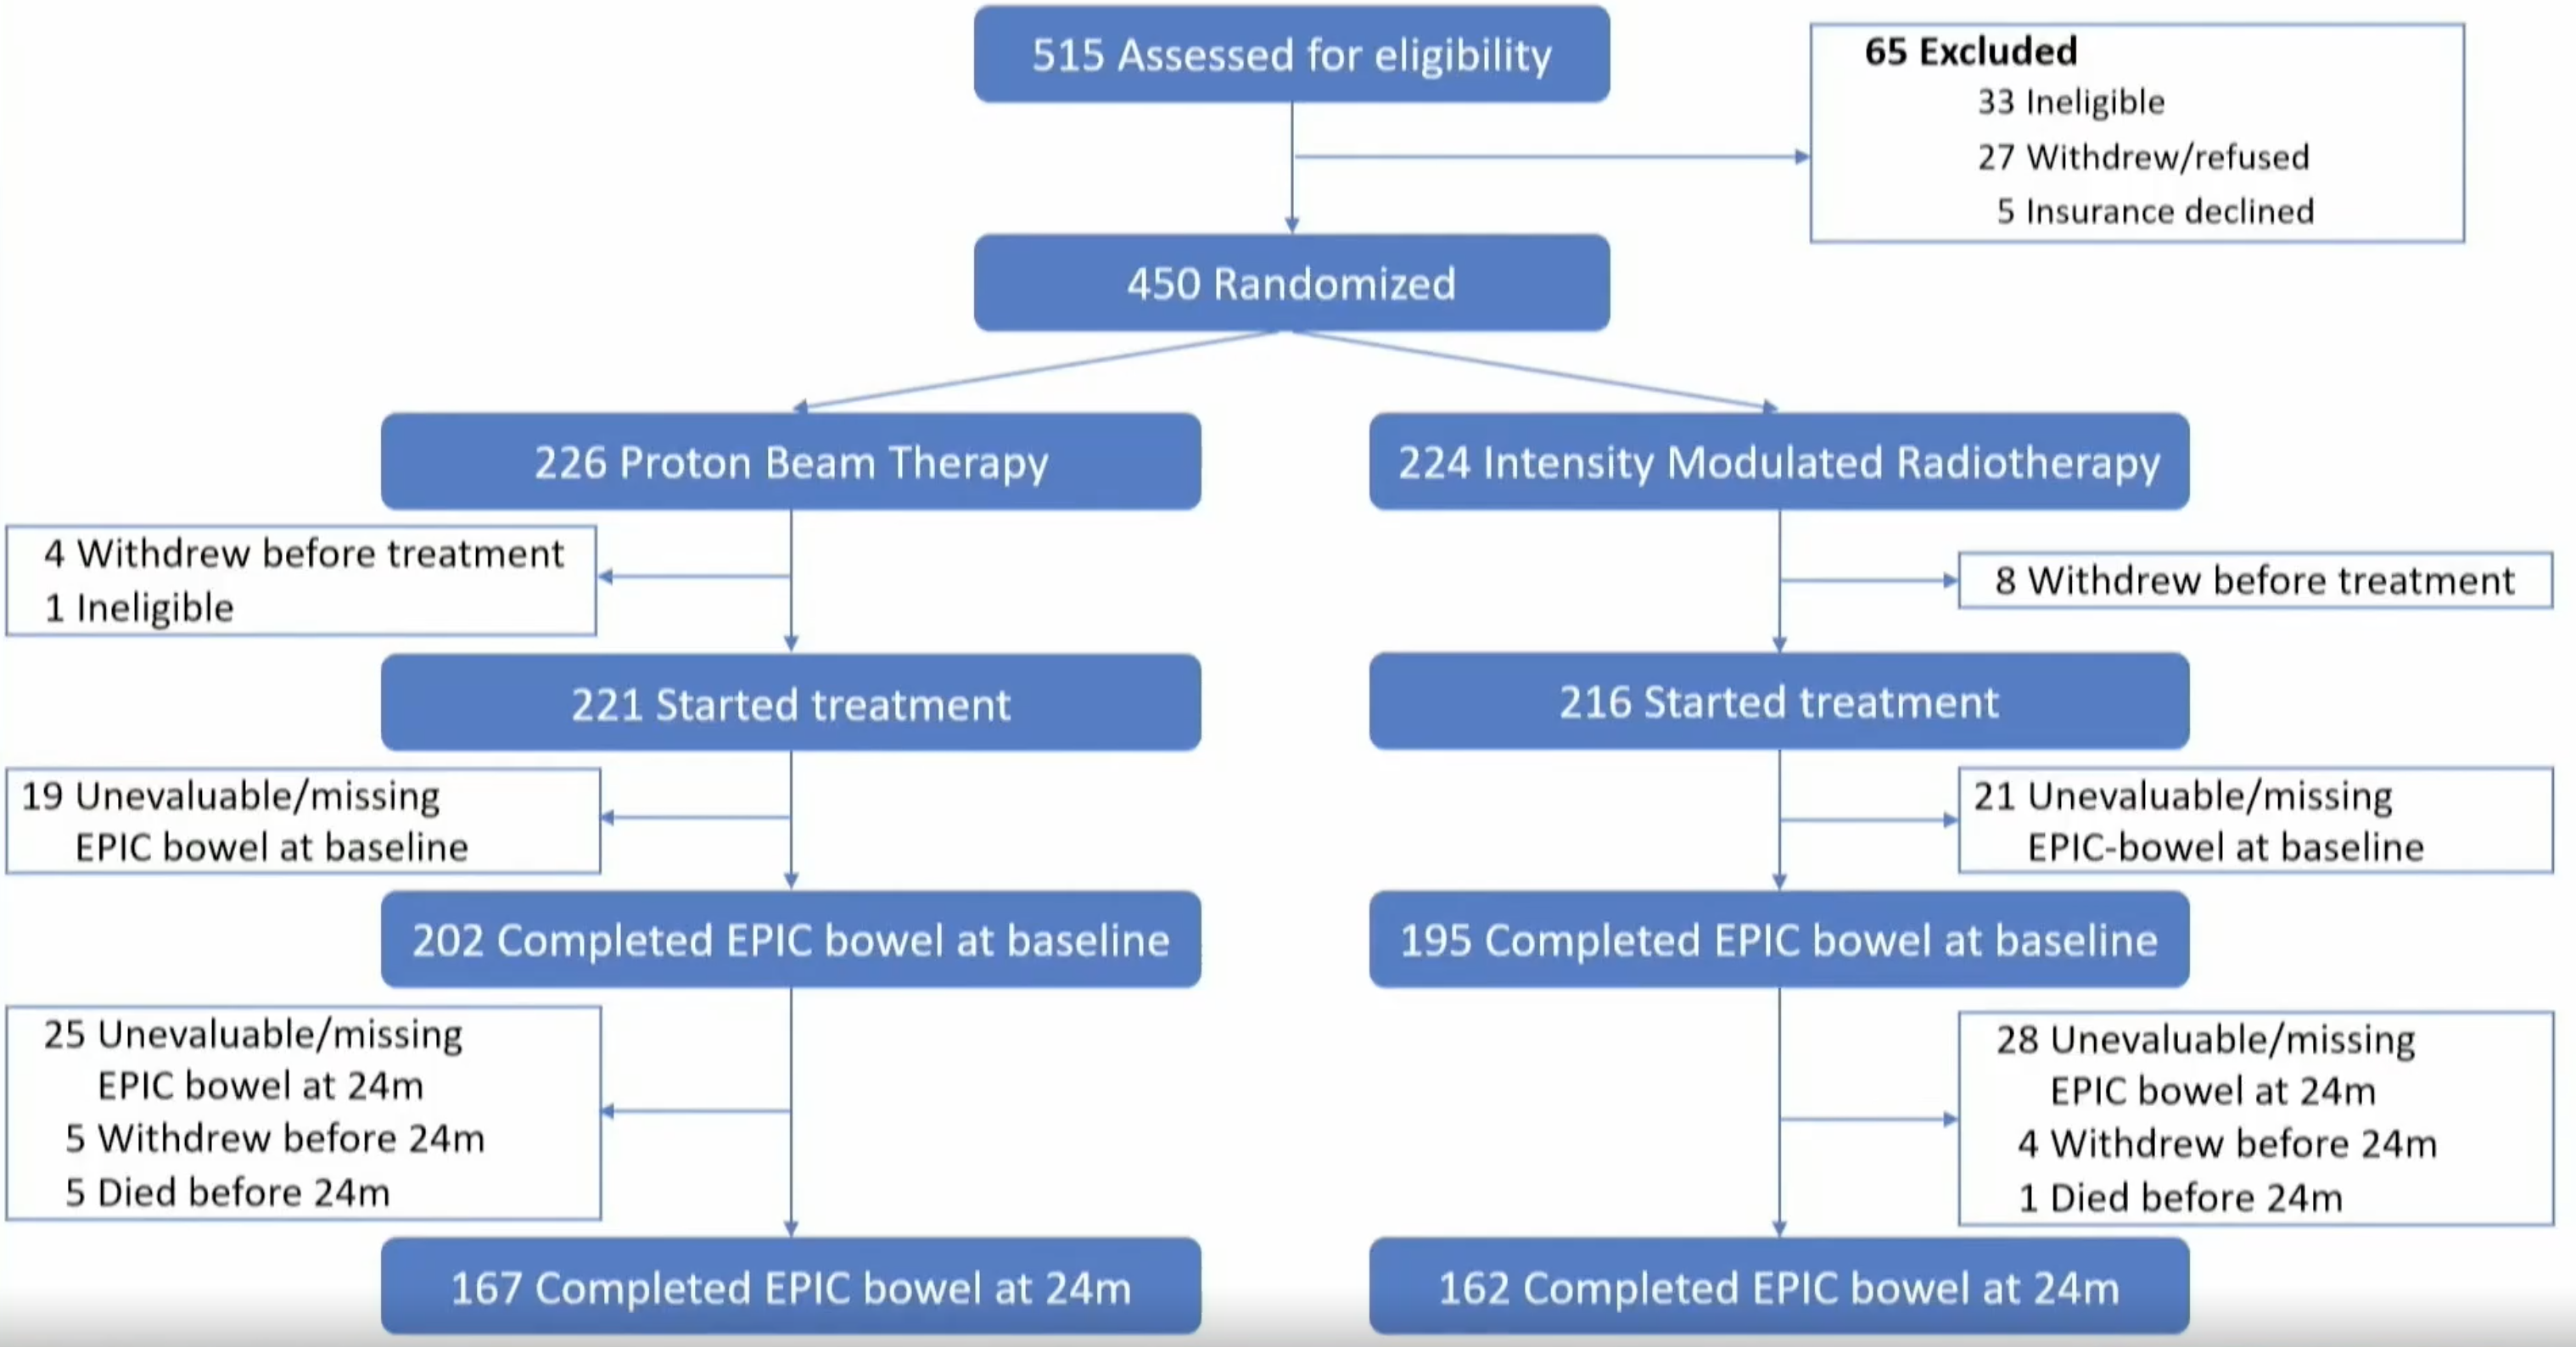 515 Assessed for eligibility
65 Excluded
33 Ineligible
27 Withdrew/refused
5 Insurance declined
450 Randomized
226 Proton Beam Therapy
224 Intensity Modulated Radiotherapy
4 Withdrew before treatment
1 Ineligible
8 Withdrew before treatment
221 Started treatment
216 Started treatment
19 Unevaluable/missing
EPIC bowel at baseline
21 Unevaluable/missing
EPIC-bowel at baseline
202 Completed EPIC bowel at baseline
195 Completed EPIC bowel at baseline
25 Unevaluable/missing
EPIC bowel at 24m
5 Withdrew before 24m
5 Died before 24m
28 Unevaluable/missing
EPIC bowel at 24m
4 Withdrew before 24m
1 Died before 24m
167 Completed EPIC bowel at 24m
162 Completed EPIC bowel at 24m